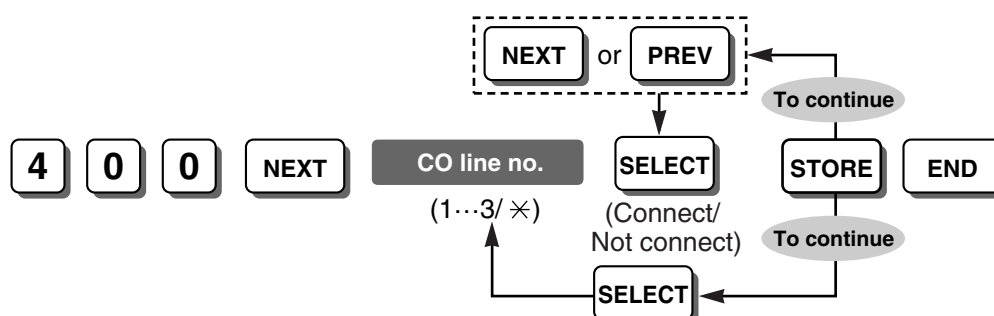 NEXT or PREV
To continue
4 0 0 NEXT CO line no. SELECT STORE END
(1···3/ ✳)
(Connect/
Not connect)
To continue
SELECT